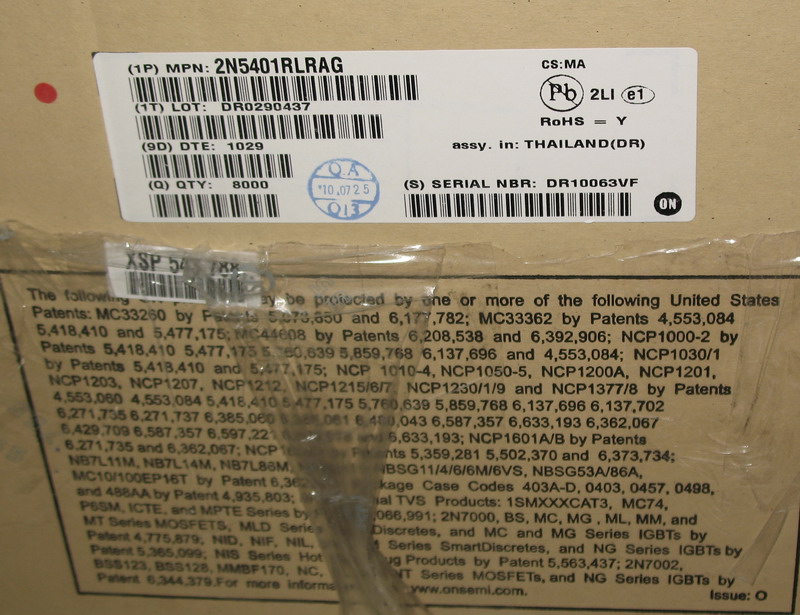 (1P) MPN: 2N5401RLRAG
CS:MA
(1T) LOT: DR0290437
Pb 2LI e1
RoHS = Y
(9D) DTE: 1029
assy. in: THAILAND(DR)
(Q) QTY: 8000
Q.A
*10.07.25
Q13
(S) SERIAL NBR: DR10063VF
ON
XSP
The following may be protected by one or more of the following United States
Patents: MC33260 by 5,073,850 and 6,177,782; MC33362 by Patents 4,553,084
5,418,410 and 5,477,175; MC44608 by Patents 6,208,538 and 6,392,906; NCP1000-2 by
Patents 5,418,410 5,477,175 5,760,639 5,859,768 6,137,696 and 4,553,084; NCP1030/1
by Patents 5,418,410 and 5,477,175; NCP 1010-4, NCP1050-5, NCP1200A, NCP1201,
NCP1203, NCP1207, NCP1212, NCP1215/6/7, NCP1230/1/9 and NCP1377/8 by Patents
4,553,060 4,553,084 5,418,410 5,477,175 5,760,639 5,859,768 6,137,696 6,137,702
6,271,735 6,271,737 6,385,060 6,587,357 6,633,193 6,362,067
6,429,709 6,587,357 6,633,193; NCP1601A/B by Patents
6,271,735 and 6,362,067; 5,359,281 5,502,370 and 6,373,734;
NB7L11M, NB7L14M, NB7L86M, NBSG11/4/6/6M/6VS, NBSG53A/86A,
MC10/100EP16T by Patent Case Codes 403A-D, 0403, 0457, 0498,
and 488AA by Patent 4,935,803; TVS Products: 1SMXXXCAT3, MC74,
P6SM, ICTE, and MPTE Series by 2N7000, BS, MC, MG , ML, MM, and
MT Series MOSFETS, MLD Discretes, and MC and MG Series IGBTs by
Patent 4,775,879; NID, NIF, NIL, Series SmartDiscretes, and NG Series IGBTs by
Patent 5,365,099; NIS Series Hot Products by Patent 5,563,437; 2N7002,
BSS123, BSS128, MMBF170, NC, Series MOSFETs, and NG Series IGBTs by
Patent 6,344,379.For more www.onsemi.com.
Issue: O